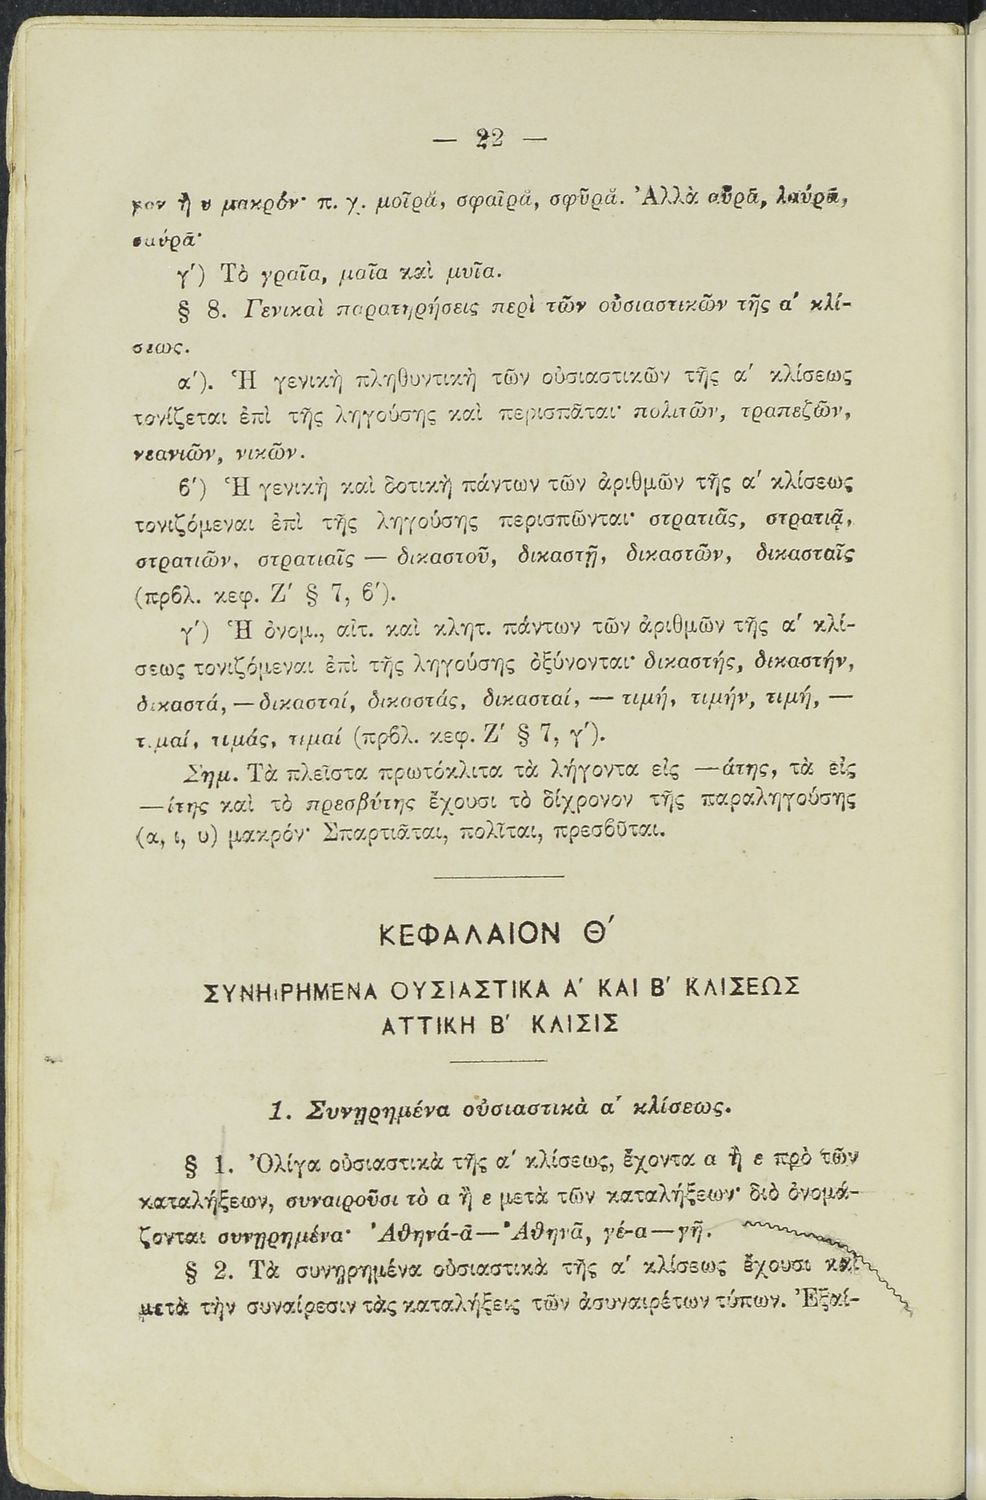 — 22 —
γον ἢ υ μακρόν· π. χ. μοῖρᾰ, σφαῖρᾰ, σφῦρᾰ. Ἀλλὰ αὔρᾱ, λαύρᾱ,
σαύρᾱ·
γ′) Τὸ γραῖα, μαῖα καὶ μυῖα.
§ 8. Γενικαὶ παρατηρήσεις περὶ τῶν οὐσιαστικῶν τῆς α′ κλί-
σεως.
α′). Ἡ γενικὴ πληθυντικὴ τῶν οὐσιαστικῶν τῆς α′ κλίσεως
τονίζεται ἐπὶ τῆς ληγούσης καὶ περισπᾶται· πολιτῶν, τραπεζῶν,
νεανιῶν, νικῶν.
ϐ′) Ἡ γενικὴ καὶ δοτικὴ πάντων τῶν ἀριθμῶν τῆς α′ κλίσεως
τονιζόμεναι ἐπὶ τῆς ληγούσης περισπῶνται· στρατιᾶς, στρατιᾷ,
στρατιῶν, στρατιαῖς — δικαστοῦ, δικαστῇ, δικαστῶν, δικασταῖς
(πρϐλ. κεφ. Ζ′ § 7, ϐ′).
γ′) Ἡ ὀνομ., αἰτ. καὶ κλητ. πάντων τῶν ἀριθμῶν τῆς α′ κλί-
σεως τονιζόμεναι ἐπὶ τῆς ληγούσης ὀξύνονται· δικαστής, δικαστήν,
δικαστά, — δικασταί, δικαστάς, δικασταί, — τιμή, τιμήν, τιμή, —
τιμαί, τιμάς, τιμαί (πρϐλ. κεφ. Ζ′ § 7, γ′).
Σημ. Τὰ πλεῖστα πρωτόκλιτα τὰ λήγοντα εἰς —άτης, τὰ εἰς
—ίτης καὶ τὸ πρεσβύτης ἔχουσι τὸ δίχρονον τῆς παραληγούσης
(α, ι, υ) μακρόν· Σπαρτιᾶται, πολῖται, πρεσϐῦται.
ΚΕΦΑΛΑΙΟΝ Θ′
ΣΥΝΗιΡΗΜΕΝΑ ΟΥΣΙΑΣΤΙΚΑ Α′ ΚΑΙ Β′ ΚΛΙΣΕΩΣ
ΑΤΤΙΚΗ Β′ ΚΛΙΣΙΣ
1. Συνῃρημένα οὐσιαστικὰ α′ κλίσεως.
§ 1. Ὀλίγα οὐσιαστικὰ τῆς α′ κλίσεως, ἔχοντα α ἢ ε πρὸ τῶν
καταλήξεων, συναιροῦσι τὸ α ἢ ε μετὰ τῶν καταλήξεων· διὸ ὀνομά-
ζονται συνῃρημένα· Ἀθηνά-ᾱ—Ἀθηνᾶ, γέ-α—γῆ.
§ 2. Τὰ συνῃρημένα οὐσιαστικὰ τῆς α′ κλίσεως ἔχουσι καὶ
μετὰ τὴν συναίρεσιν τὰς καταλήξεις τῶν ἀσυναιρέτων τύπων. Ἐξαί-